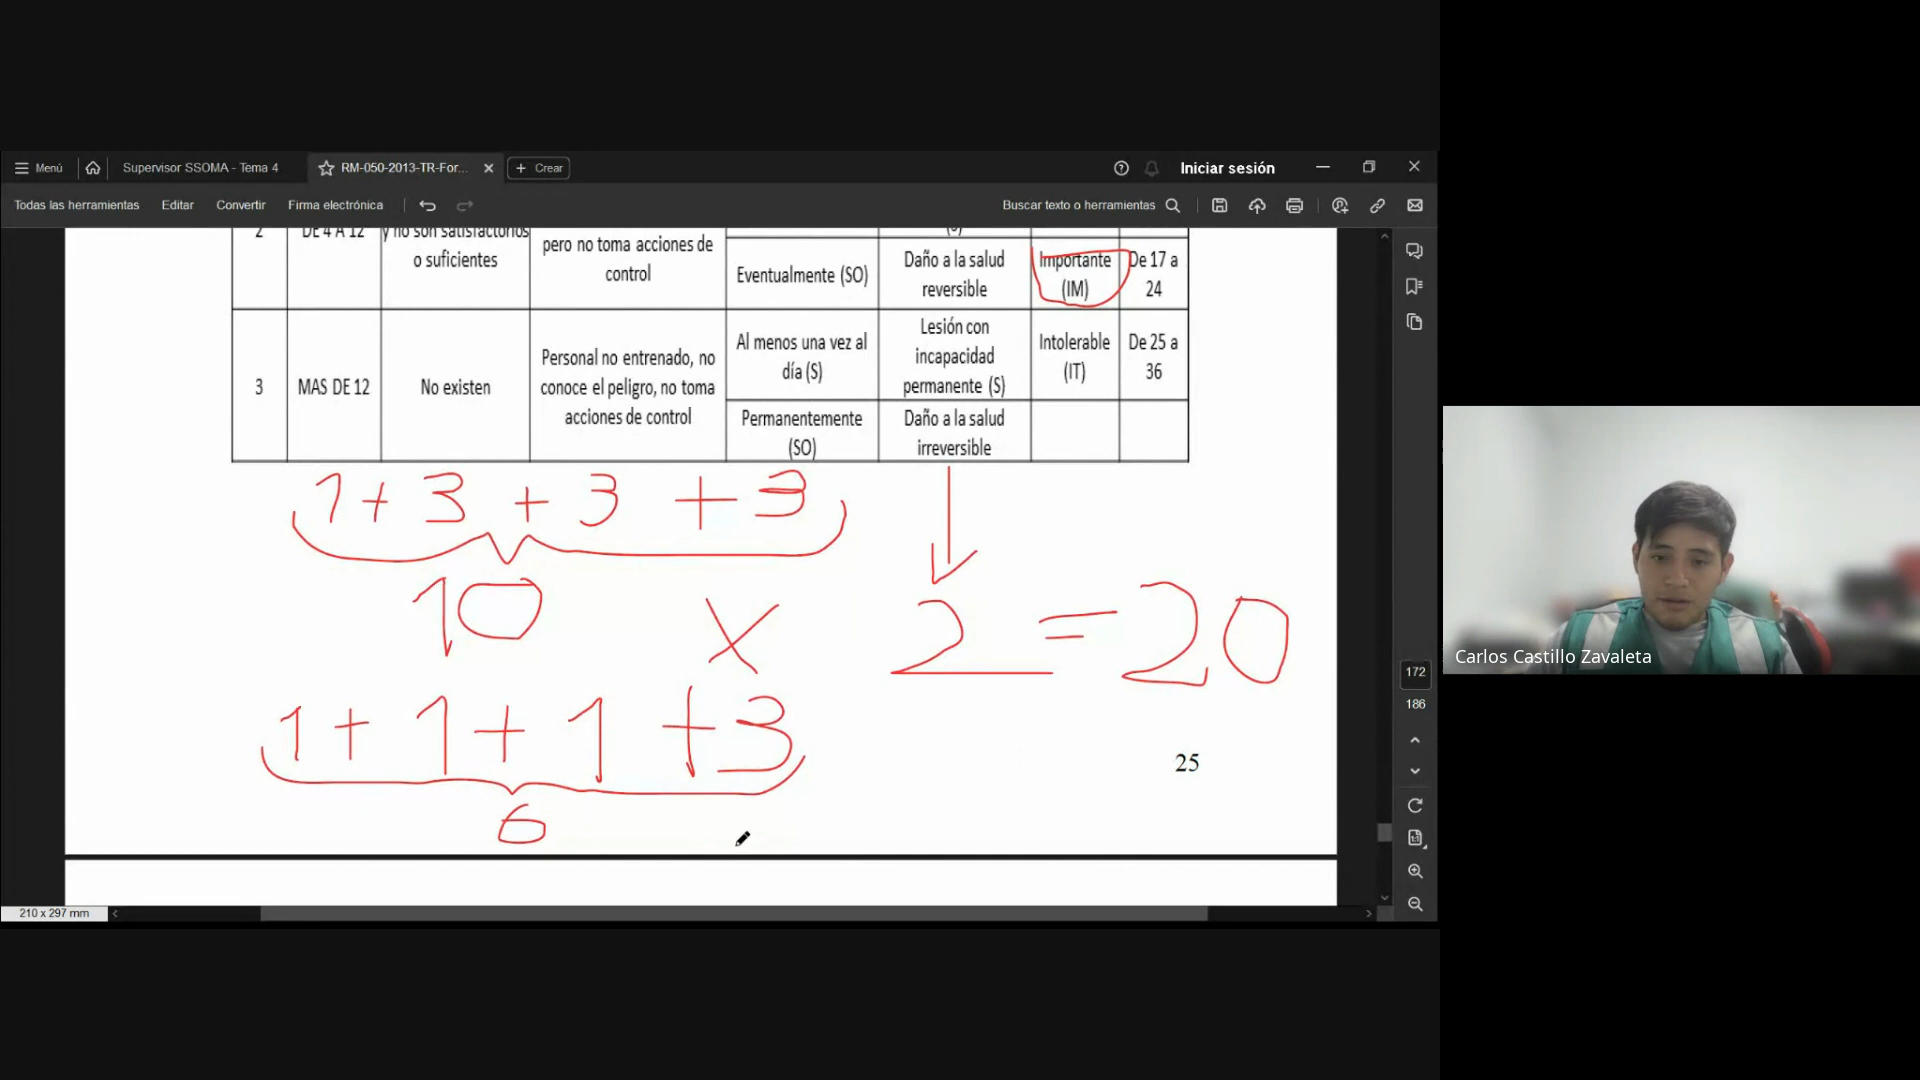 Menú
Supervisor SSOMA - Tema 4
RM-050-2013-TR-For...
Crear
Iniciar sesión
Todas las herramientas
Editar
Convertir
Firma electrónica
Buscar texto o herramientas
2
DE 4 A 12
y no son satisfactorios o suficientes
pero no toma acciones de control
Eventualmente (SO)
Daño a la salud reversible
Importante (IM)
De 17 a 24
3
MAS DE 12
No existen
Personal no entrenado, no conoce el peligro, no toma acciones de control
Al menos una vez al día (S)
Lesión con incapacidad permanente (S)
Intolerable (IT)
De 25 a 36
Permanentemente (SO)
Daño a la salud irreversible
1 + 3 + 3 + 3
10 x 2 = 20
1 + 1 + 1 + 3
6
25
172
186
210 x 297 mm
Carlos Castillo Zavaleta